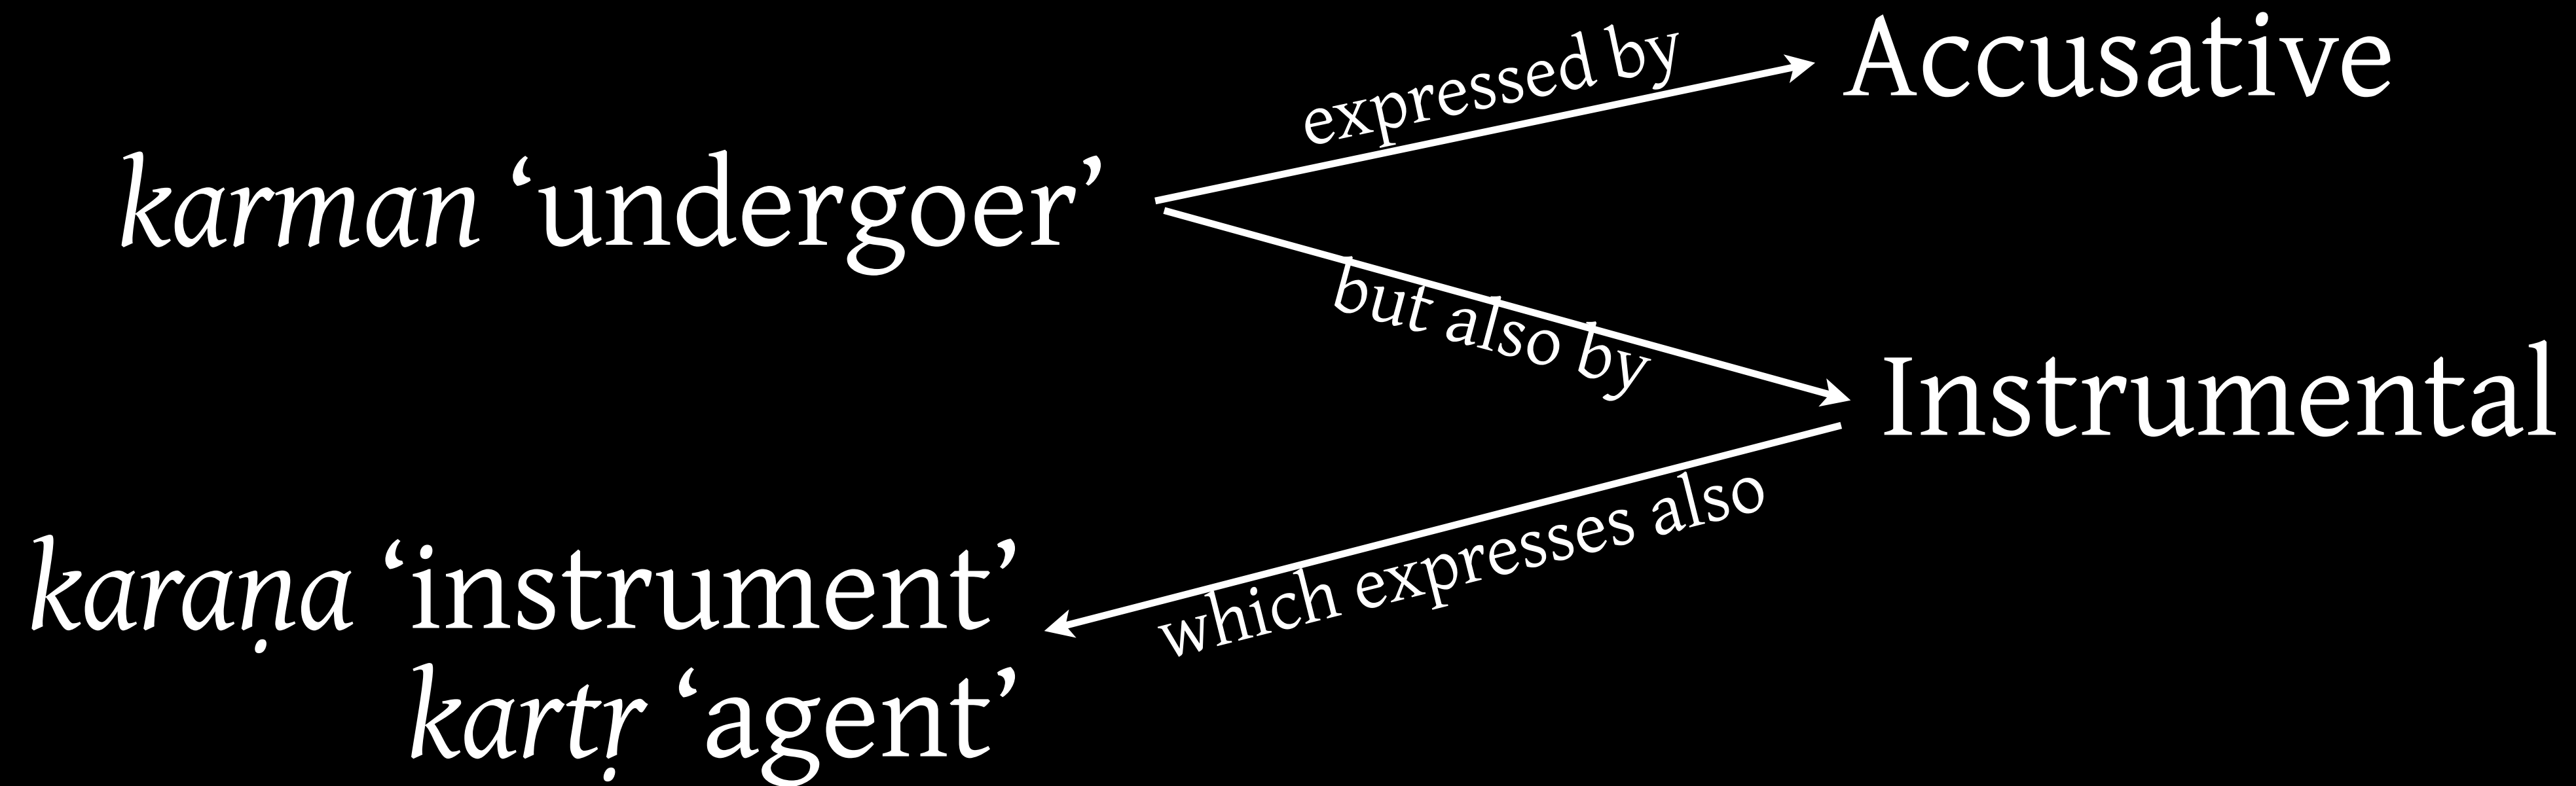 Accusative
expressed by
karman ‘undergoer’
but also by
Instrumental
which expresses also
karaṇa ‘instrument’
kartṛ ‘agent’